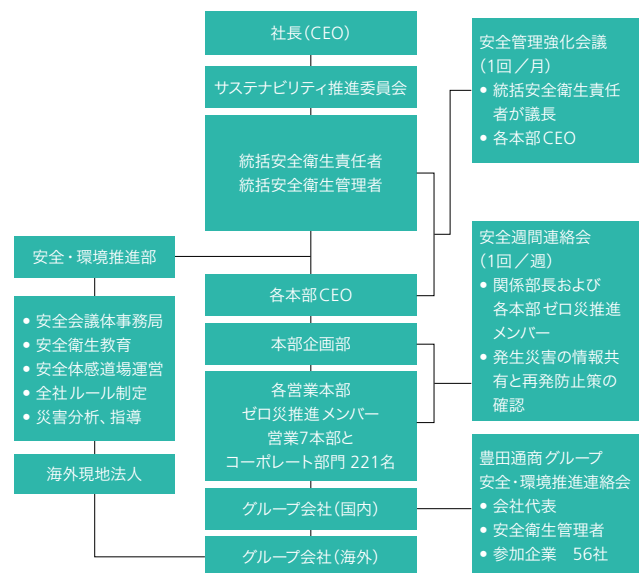 社長（CEO）
サステナビリティ推進委員会
統括安全衛生責任者
統括安全衛生管理者
安全・環境推進部
各本部CEO
• 安全会議体事務局
• 安全衛生教育
• 安全体感道場運営
• 全社ルール制定
• 災害分析、指導
本部企画部
各営業本部
ゼロ災推進メンバー
営業7本部と
コーポレート部門 221名
海外現地法人
グループ会社（国内）
グループ会社（海外）
安全管理強化会議
（1回／月）
• 統括安全衛生責任
者が議長
• 各本部CEO
安全週間連絡会
（1回／週）
• 関係部長および
各本部ゼロ災推進
メンバー
• 発生災害の情報共
有と再発防止策の
確認
豊田通商グループ
安全・環境推進連絡会
• 会社代表
• 安全衛生管理者
• 参加企業　56社